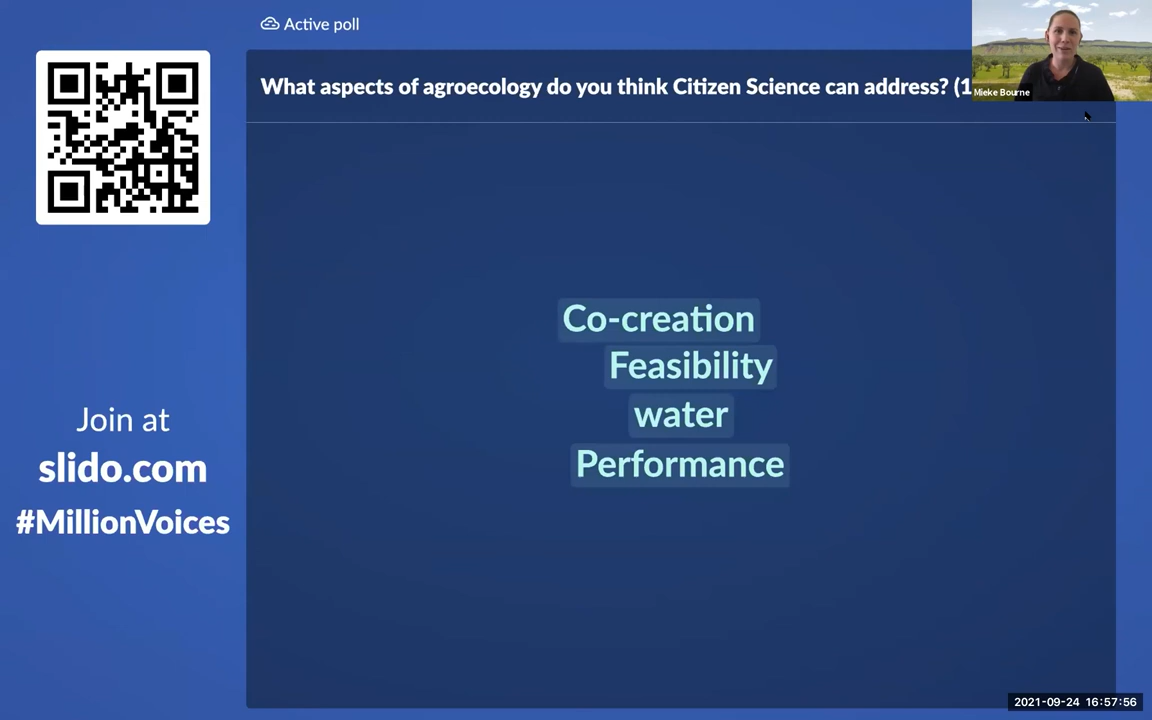 Active poll
What aspects of agroecology do you think Citizen Science can address? (1
Mieke Bourne
Co-creation
Feasibility
water
Performance
Join at
slido.com
#MillionVoices
2021-09-24 16:57:56